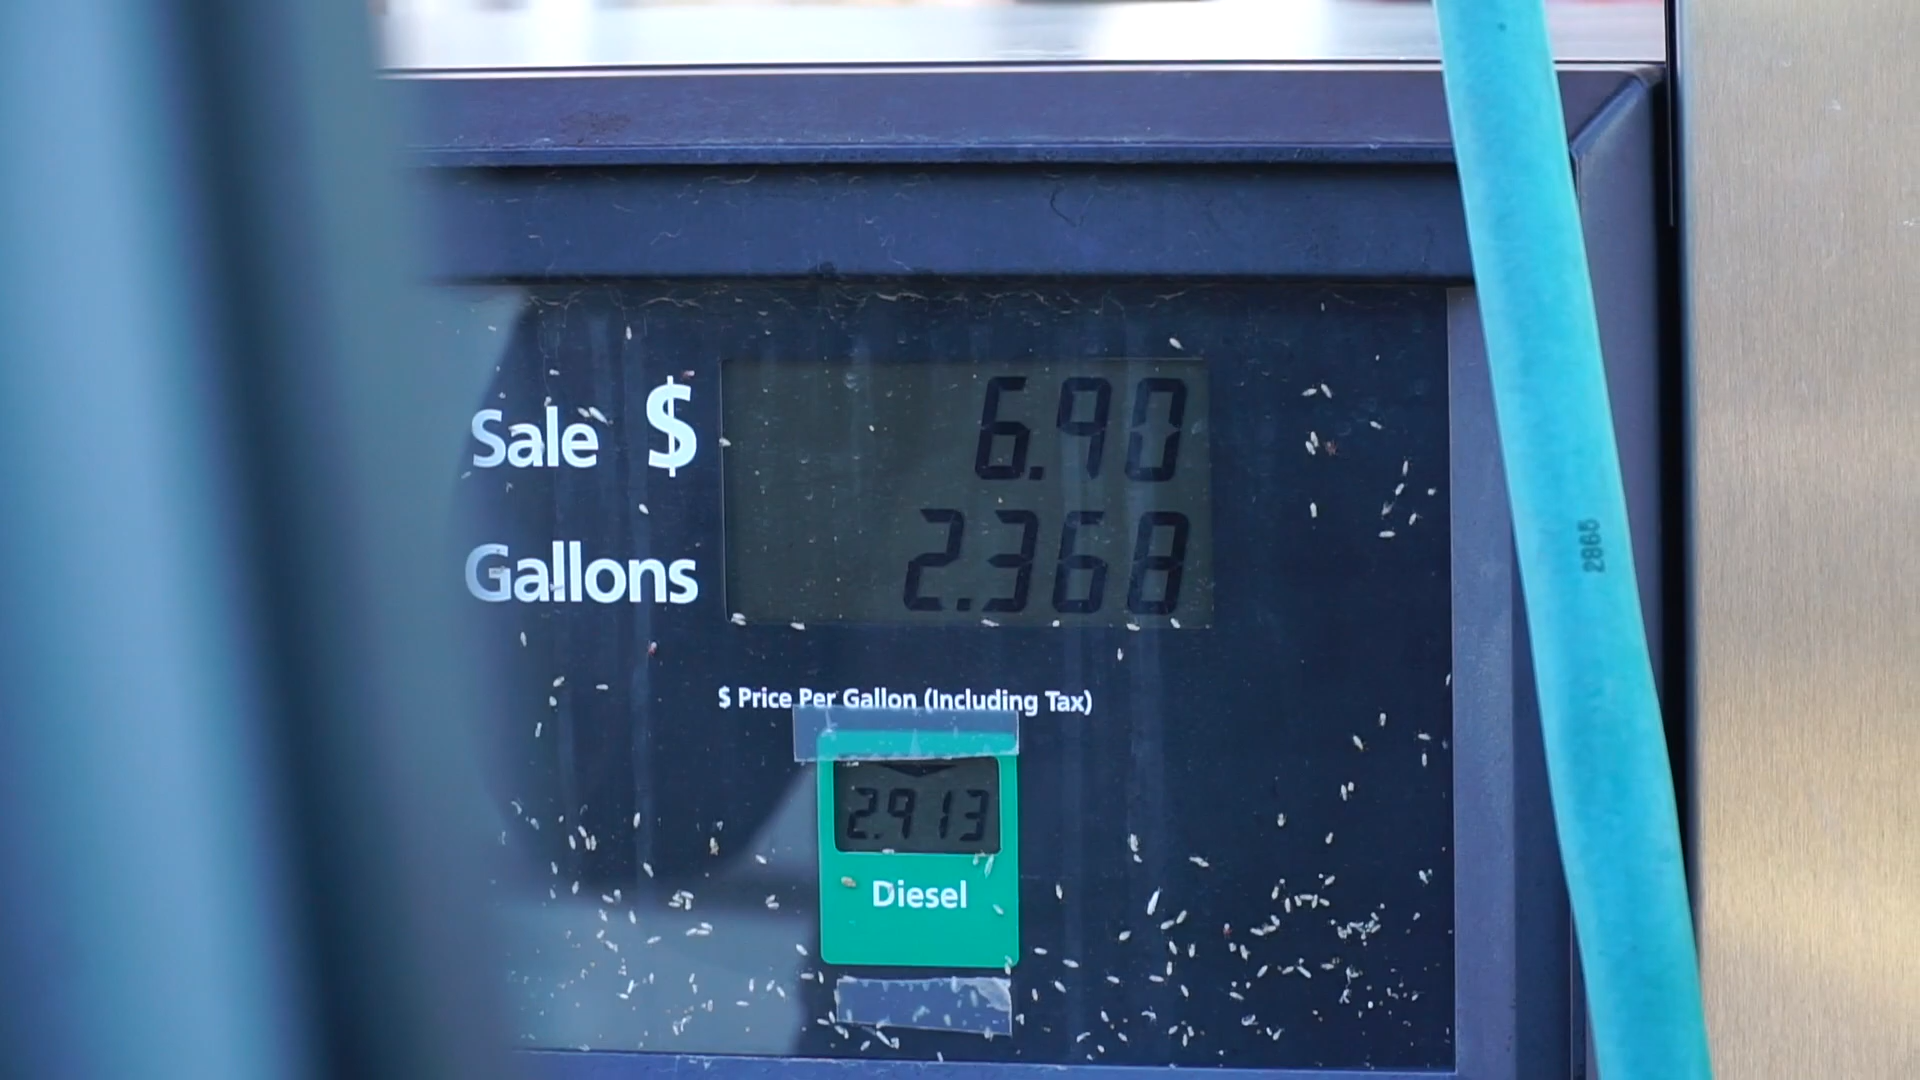 Sale $ 6.90
Gallons 2.368
$ Price Per Gallon (Including Tax)
2.913
Diesel
2865